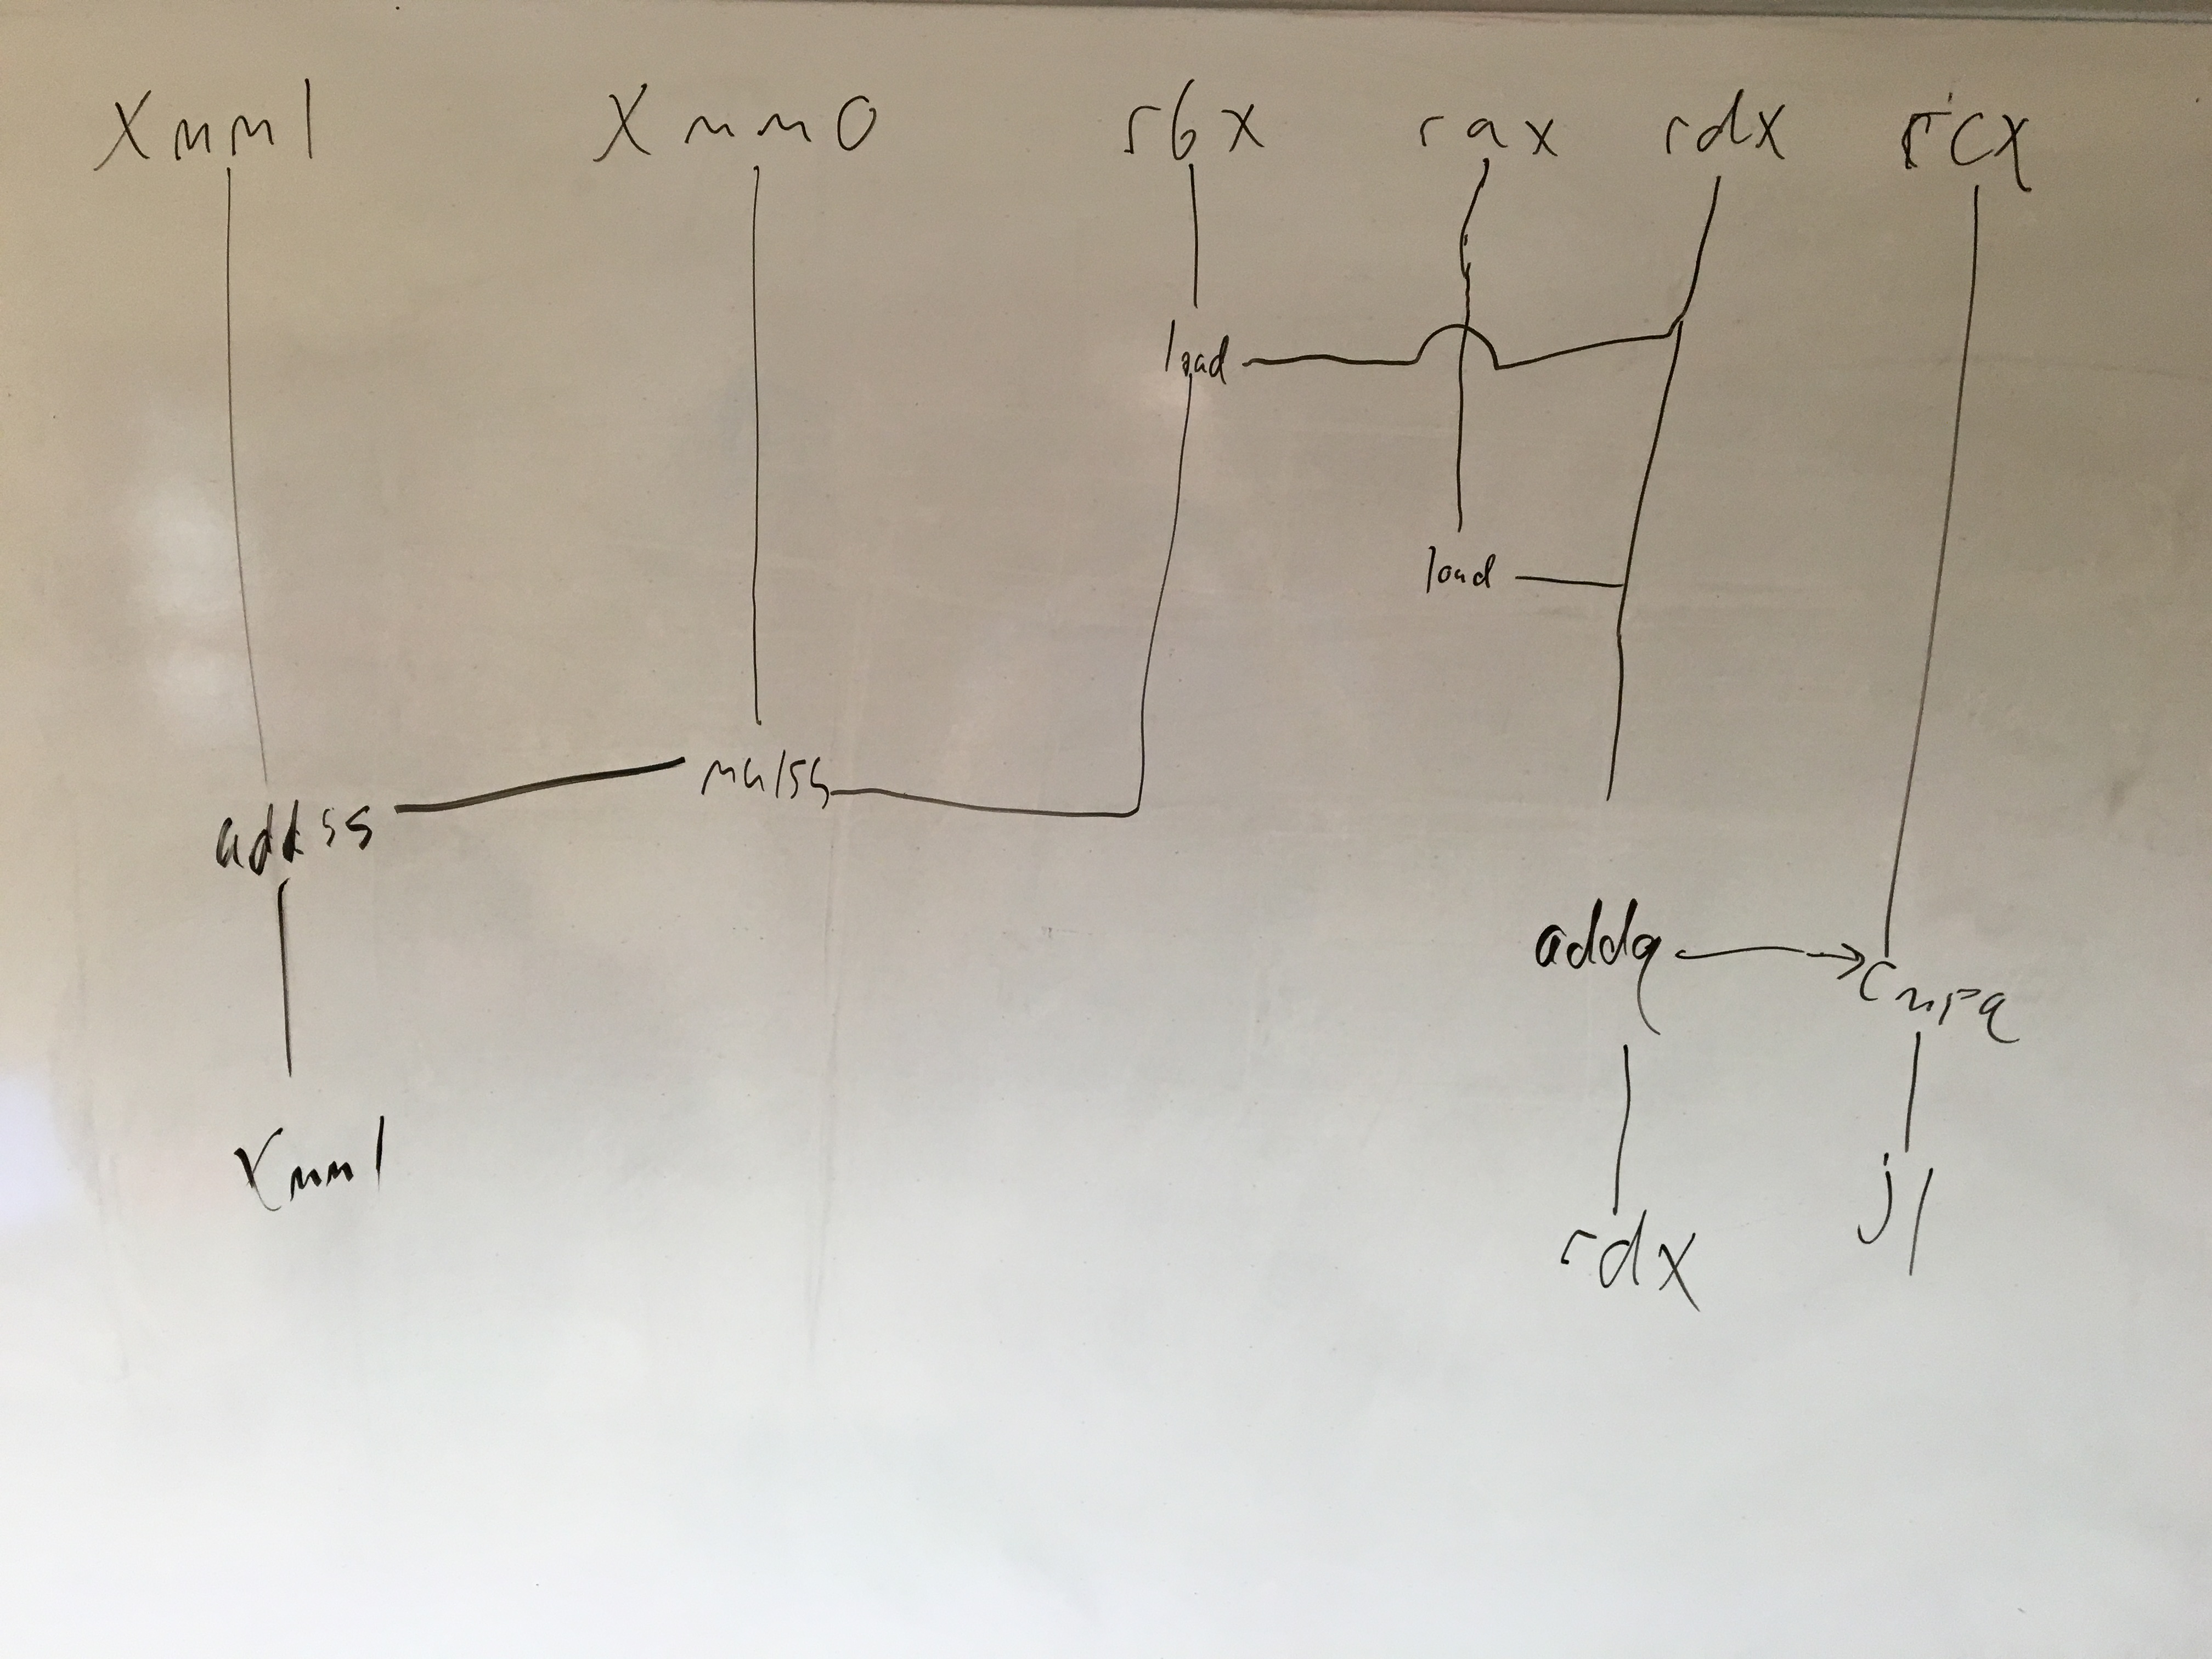 xmm1 xmm0 rbx rax rdx rcx
load
load
addss mulss
addq cmpq
xmm1 rdx jl